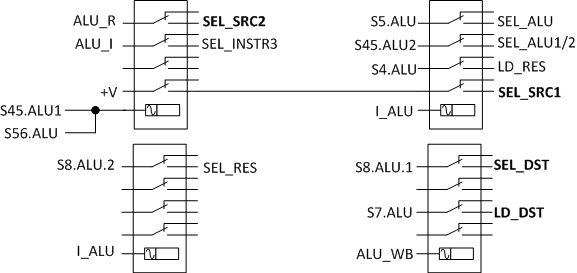 ALU_R SEL_SRC2 S5.ALU SEL_ALU
ALU_I SEL_INSTR3 S45.ALU2 SEL_ALU1/2
S4.ALU LD_RES
+V SEL_SRC1
S45.ALU1 I_ALU
S56.ALU
S8.ALU.2 SEL_RES S8.ALU.1 SEL_DST
S7.ALU LD_DST
I_ALU ALU_WB